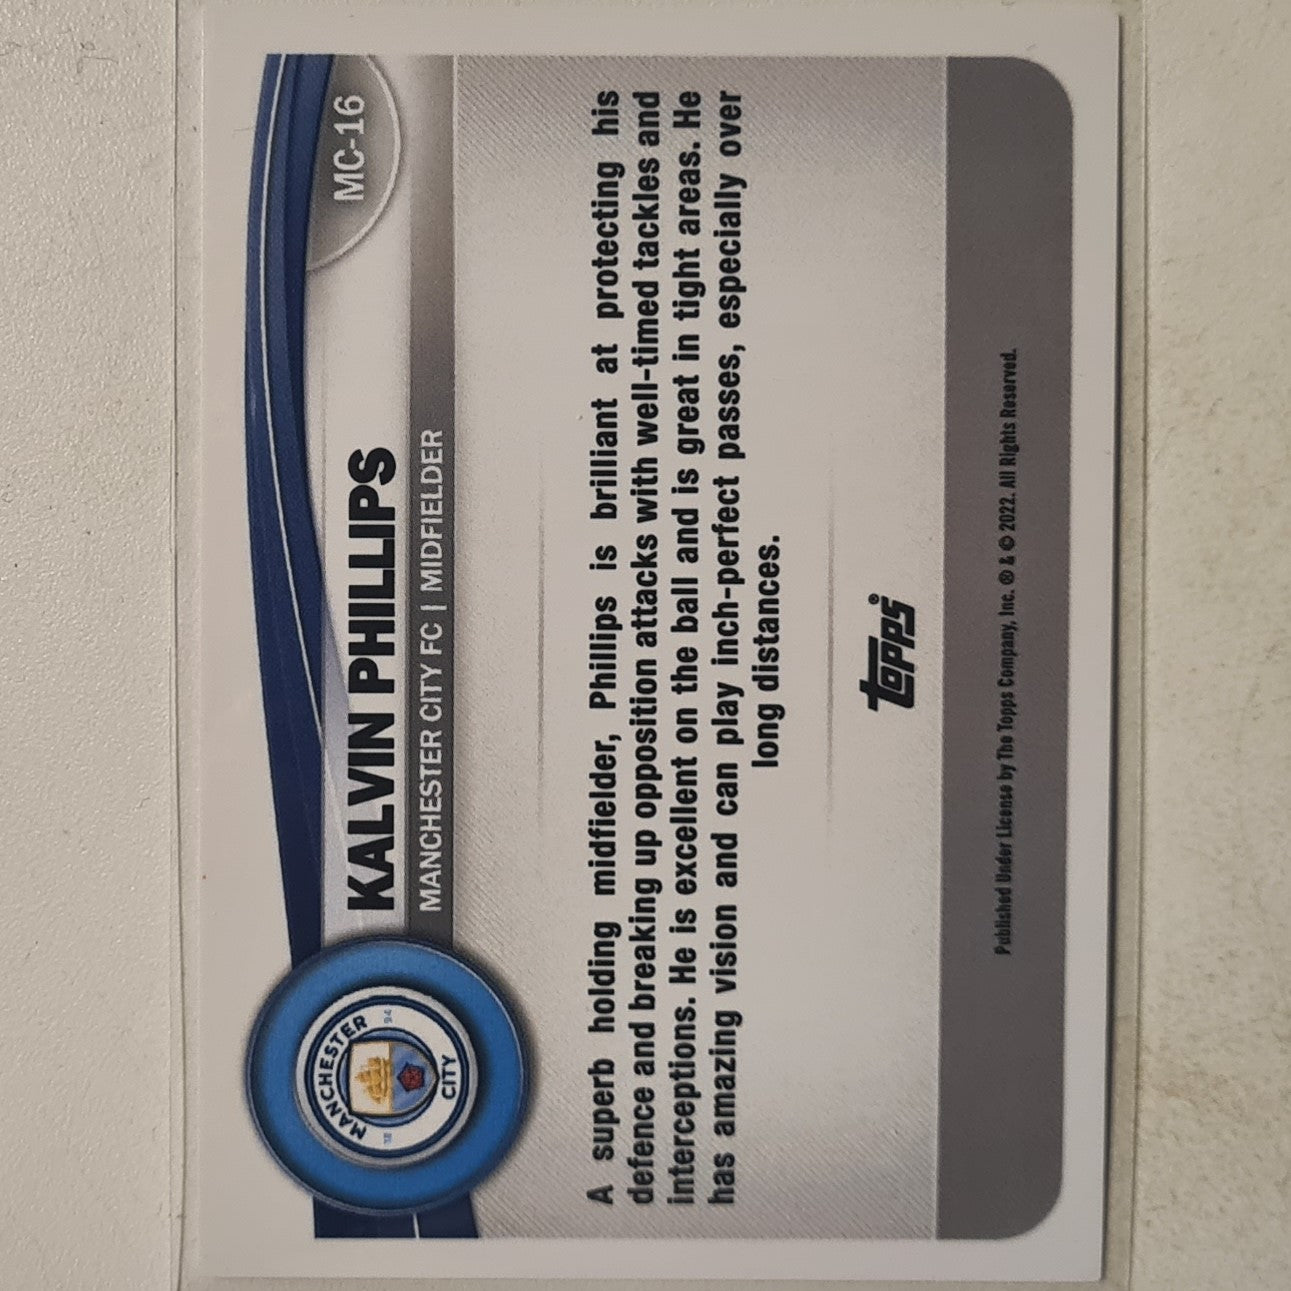 MC-16
KALVIN PHILLIPS
MANCHESTER CITY FC | MIDFIELDER
MANCHESTER
18 94
CITY
A superb holding midfielder, Phillips is brilliant at protecting his
defence and breaking up opposition attacks with well-timed tackles and
interceptions. He is excellent on the ball and is great in tight areas. He
has amazing vision and can play inch-perfect passes, especially over
long distances.
Topps®
Published Under License by The Topps Company, Inc. ® & © 2022. All Rights Reserved.